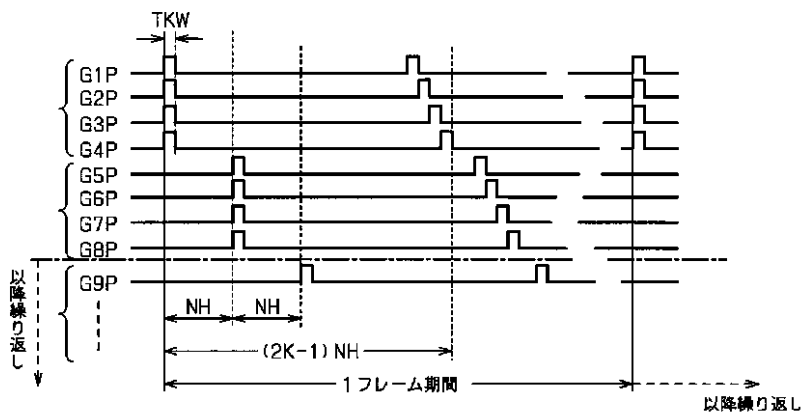 TKW
G1P
G2P
G3P
G4P
G5P
G6P
G7P
G8P
G9P
NH
NH
(2K-1)NH
1フレーム期間
以降繰り返し
以降繰り返し